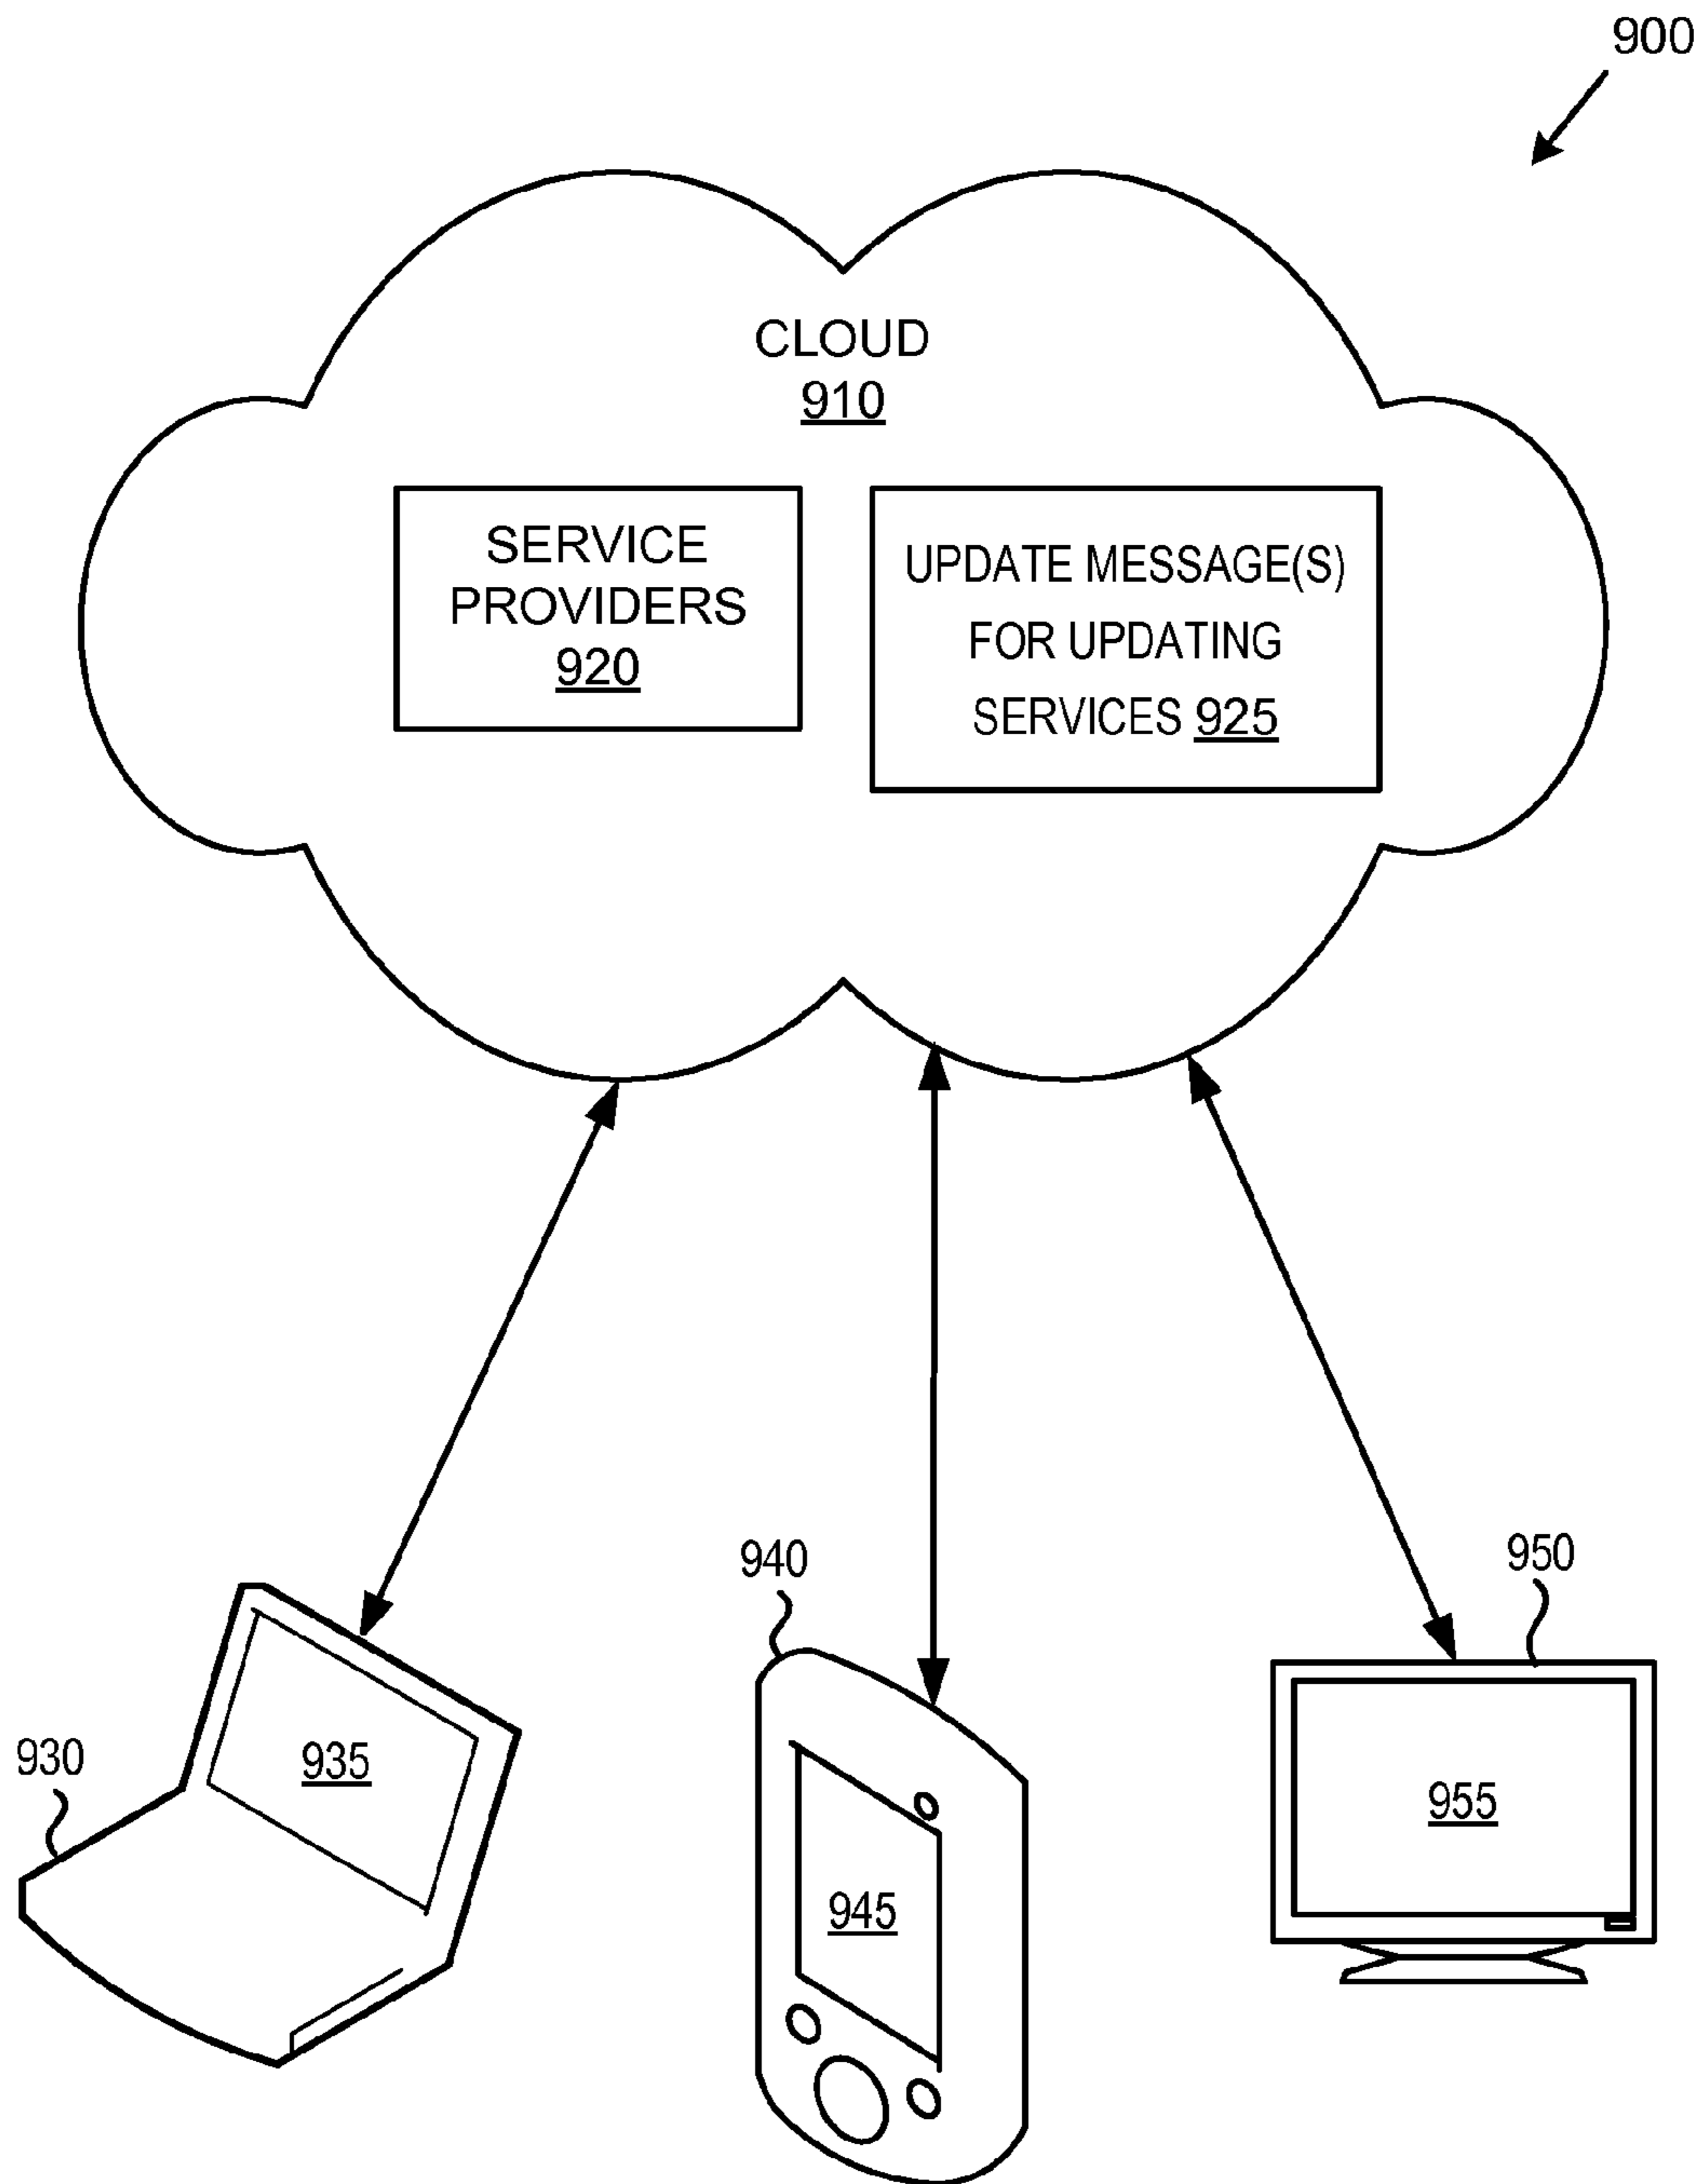 900
CLOUD
910
SERVICE
PROVIDERS
920
UPDATE MESSAGE(S)
FOR UPDATING
SERVICES 925
930
935
940
945
950
955